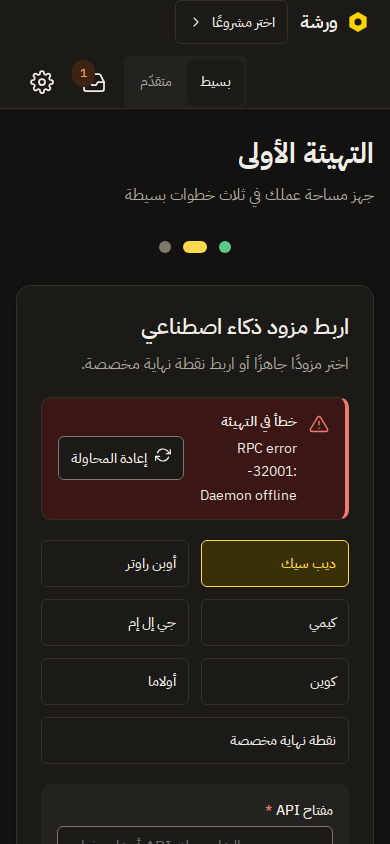 ورشة
اختر مشروعًا
بسيط
متقدّم
1
التهيئة الأولى
جهز مساحة عملك في ثلاث خطوات بسيطة
اربط مزود ذكاء اصطناعي
اختر مزودًا جاهزًا أو اربط نقطة نهاية مخصصة.
خطأ في التهيئة
RPC error
-32001:
Daemon offline
إعادة المحاولة
ديب سيك
أوبن راوتر
كيمي
جي إل إم
كوين
أولاما
نقطة نهاية مخصصة
مفتاح API *